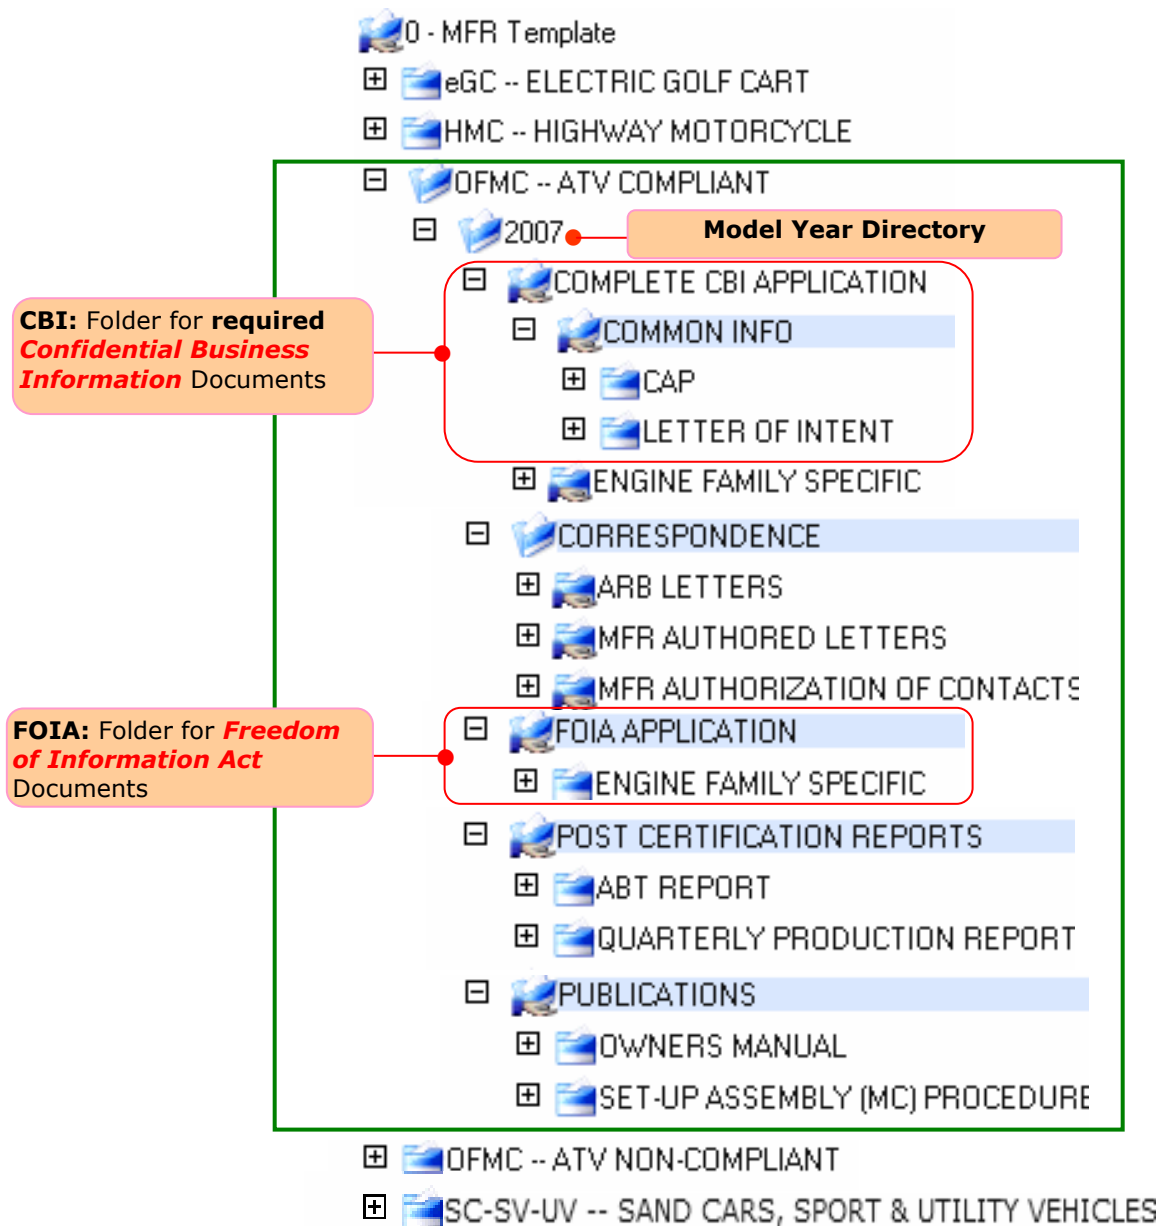 0 - MFR Template
eGC -- ELECTRIC GOLF CART
HMC -- HIGHWAY MOTORCYCLE
OFMC -- ATV COMPLIANT
2007
Model Year Directory
COMPLETE CBI APPLICATION
CBI: Folder for required
Confidential Business
Information Documents
COMMON INFO
CAP
LETTER OF INTENT
ENGINE FAMILY SPECIFIC
CORRESPONDENCE
ARB LETTERS
MFR AUTHORED LETTERS
MFR AUTHORIZATION OF CONTACTS
FOIA: Folder for Freedom
of Information Act
Documents
FOIA APPLICATION
ENGINE FAMILY SPECIFIC
POST CERTIFICATION REPORTS
ABT REPORT
QUARTERLY PRODUCTION REPORT
PUBLICATIONS
OWNERS MANUAL
SET-UP ASSEMBLY (MC) PROCEDURE
OFMC -- ATV NON-COMPLIANT
SC-SV-UV -- SAND CARS, SPORT & UTILITY VEHICLES